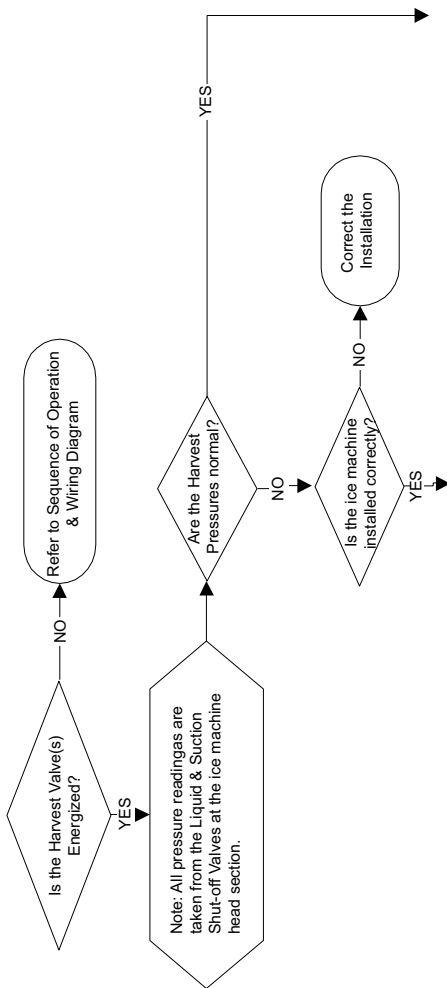 Is the Harvest Valve(s)
Energized?
NO
Refer to Sequence of Operation
& Wiring Diagram
YES
Note: All pressure readingas are
taken from the Liquid & Suction
Shut-off Valves at the ice machine
head section.
Are the Harvest
Pressures normal?
YES
NO
Is the ice machine
installed correctly?
NO
Correct the
Installation
YES